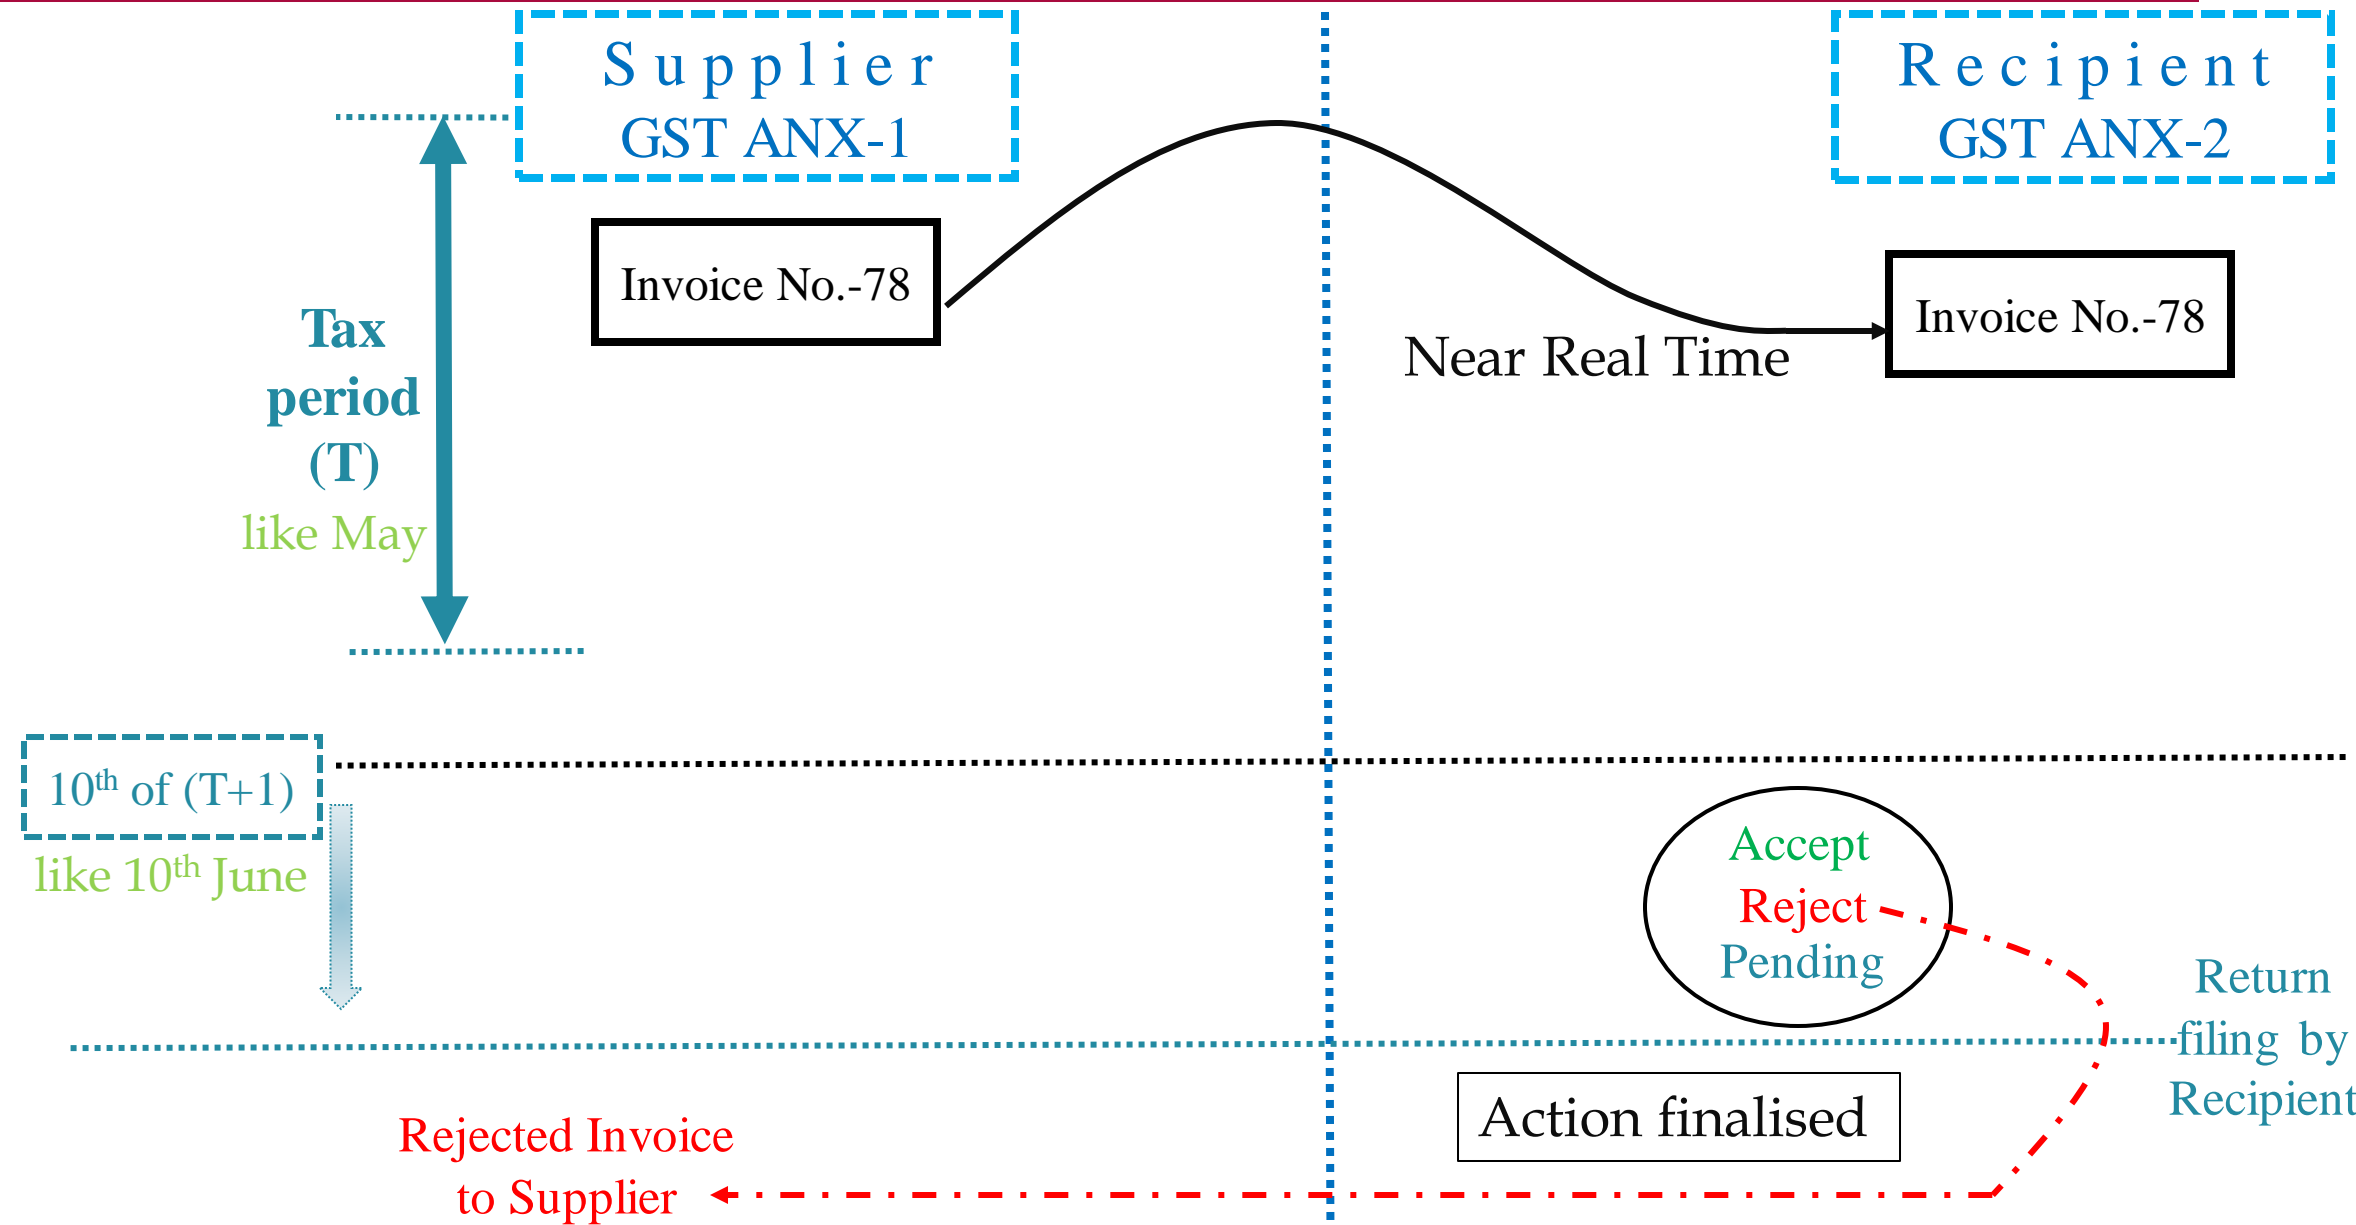 Supplier
GST ANX-1
Recipient
GST ANX-2
Invoice No.-78
Invoice No.-78
Near Real Time
Tax
period
(T)
like May
10th of (T+1)
like 10th June
Accept
Reject
Pending
Return
filing by
Recipient
Action finalised
Rejected Invoice
to Supplier